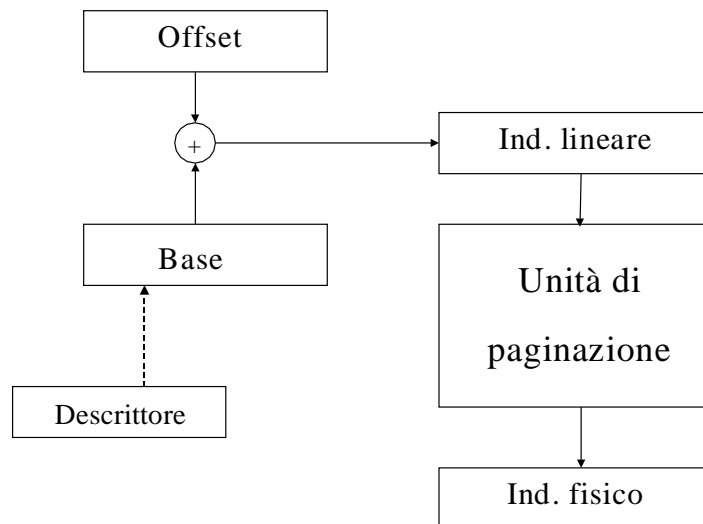 Offset
+
Ind. lineare
Base
Unità di
paginazione
Descrittore
Ind. fisico